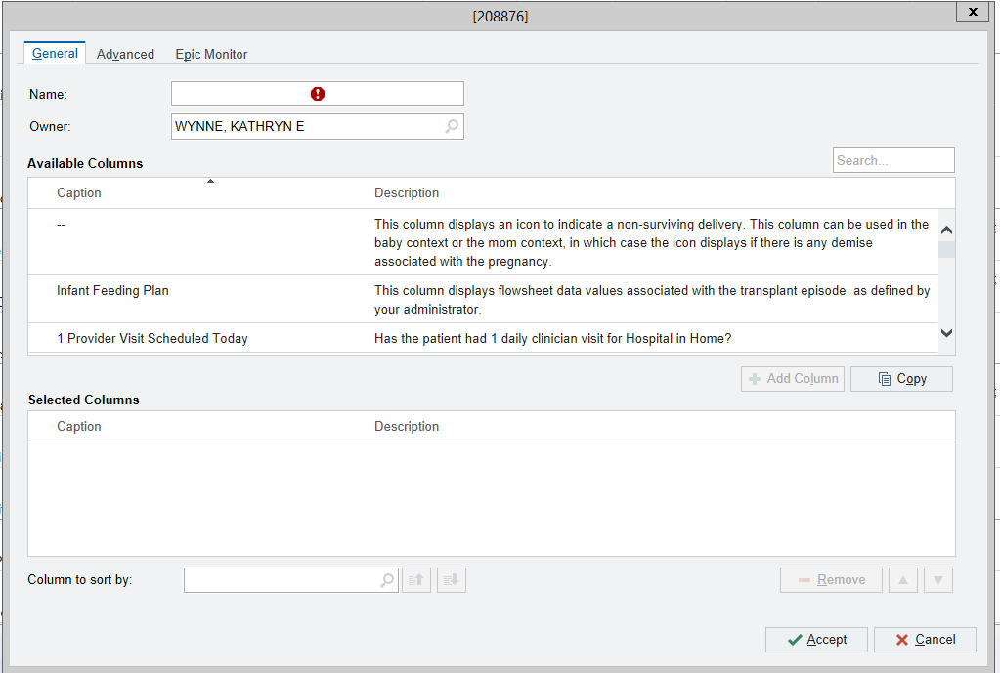 [208876]
x
General Advanced Epic Monitor
Name:
Owner: WYNNE, KATHRYN E
Available Columns Search...
Caption Description
-- This column displays an icon to indicate a non-surviving delivery. This column can be used in the
baby context or the mom context, in which case the icon displays if there is any demise
associated with the pregnancy.
Infant Feeding Plan This column displays flowsheet data values associated with the transplant episode, as defined by
your administrator.
1 Provider Visit Scheduled Today Has the patient had 1 daily clinician visit for Hospital in Home?
Add Column Copy
Selected Columns
Caption Description
Column to sort by: Remove
Accept Cancel